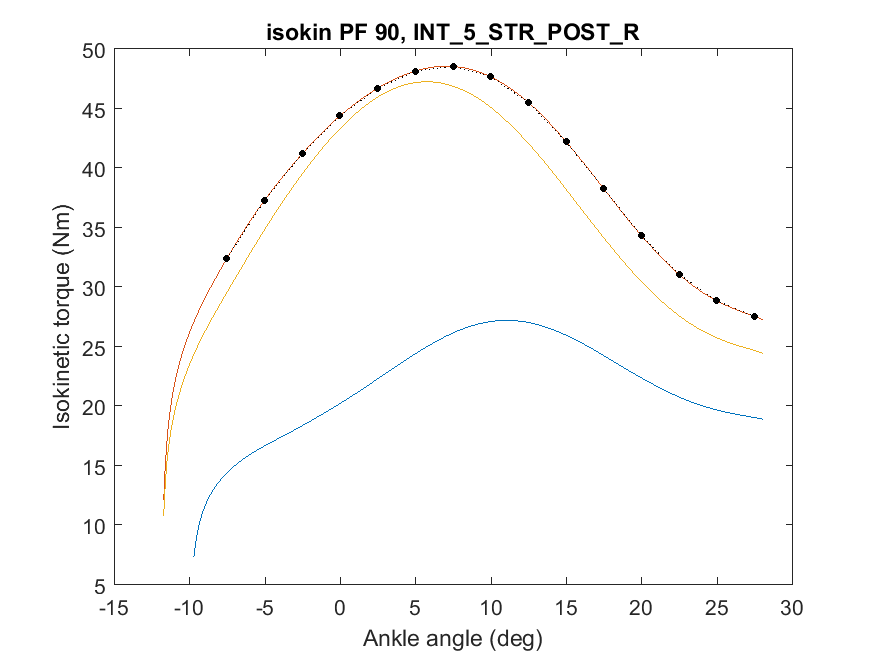 isokin PF 90, INT_5_STR_POST_R
50
45
40
35
30
25
20
15
10
5
Isokinetic torque (Nm)
-15 -10 -5 0 5 10 15 20 25 30
Ankle angle (deg)